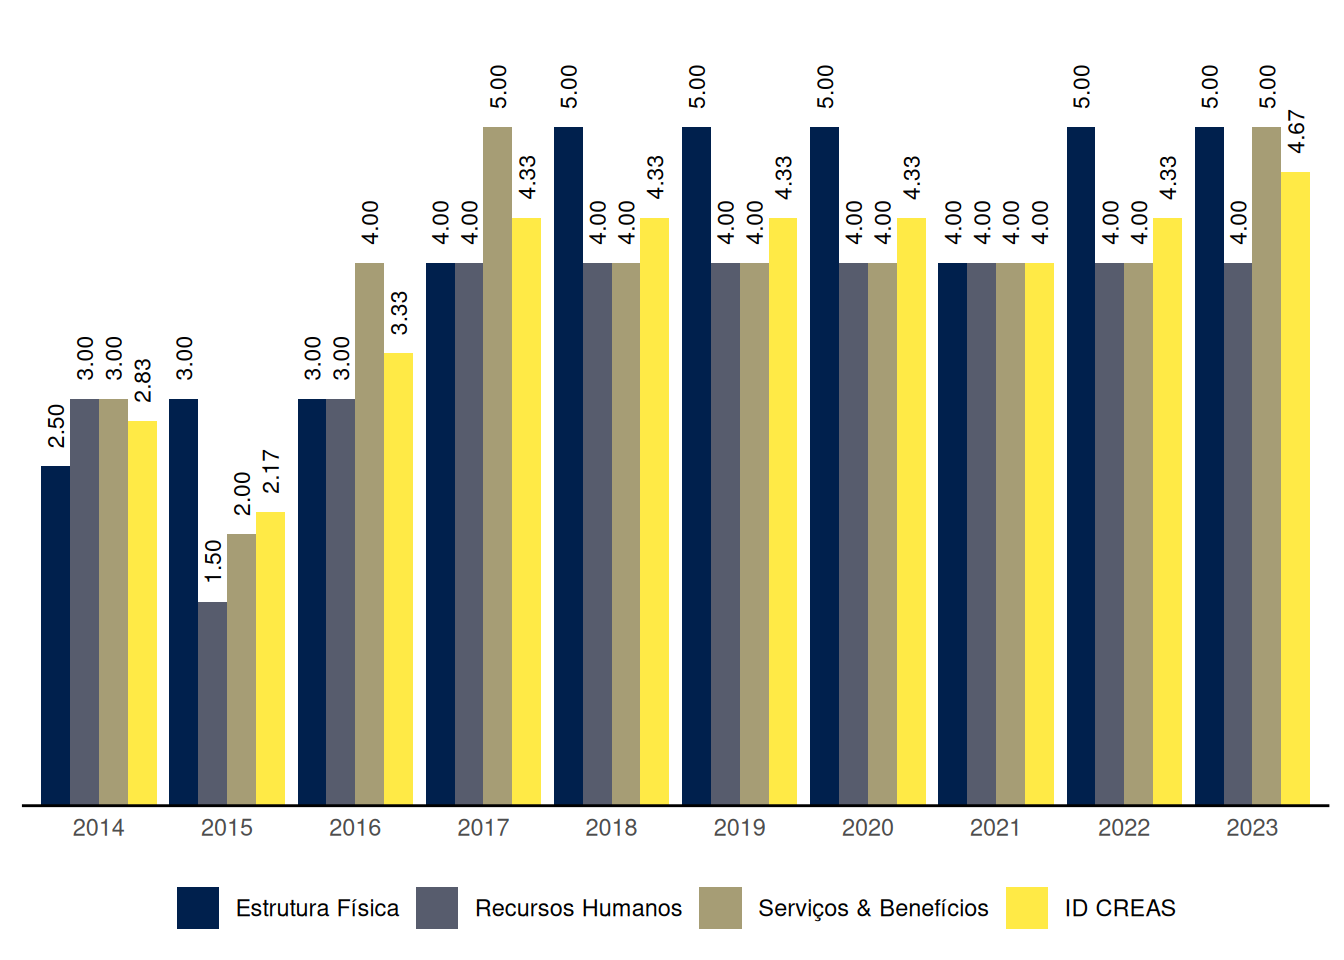 2.50 3.00 3.00 2.83 3.00 1.50 2.00 2.17 3.00 3.00 4.00 3.33 4.00 4.00 5.00 4.33 5.00 4.00 4.00 4.33 5.00 4.00 4.00 4.33 5.00 4.00 4.00 4.33 4.00 4.00 4.00 4.00 5.00 4.00 4.00 4.33 5.00 4.00 5.00 4.67
2014 2015 2016 2017 2018 2019 2020 2021 2022 2023
Estrutura Física Recursos Humanos Serviços & Benefícios ID CREAS